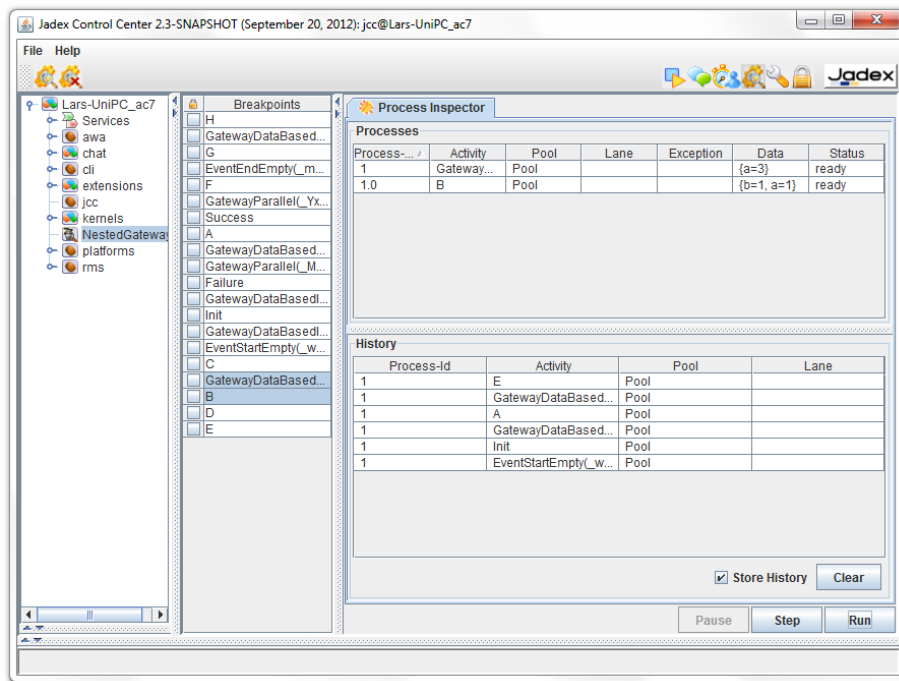 Jadex Control Center 2.3-SNAPSHOT (September 20, 2012): jcc@Lars-UniPC_ac7
File Help
Jadex
Lars-UniPC_ac7
Services
awa
chat
cli
extensions
jcc
kernels
NestedGateway
platforms
rms
Breakpoints
H
GatewayDataBased...
G
EventEndEmpty(_m...
F
GatewayParallel(_Yx...
Success
A
GatewayDataBased...
GatewayParallel(_M...
Failure
GatewayDataBasedI...
Init
GatewayDataBasedI...
EventStartEmpty(_w...
C
GatewayDataBased...
B
D
E
Process Inspector
Processes
Process-... Activity Pool Lane Exception Data Status
1 Gateway... Pool {a=3} ready
1.0 B Pool {b=1, a=1} ready
History
Process-Id Activity Pool Lane
1 E Pool
1 GatewayDataBased... Pool
1 A Pool
1 GatewayDataBased... Pool
1 Init Pool
1 EventStartEmpty(_w... Pool
Store History Clear
Pause Step Run